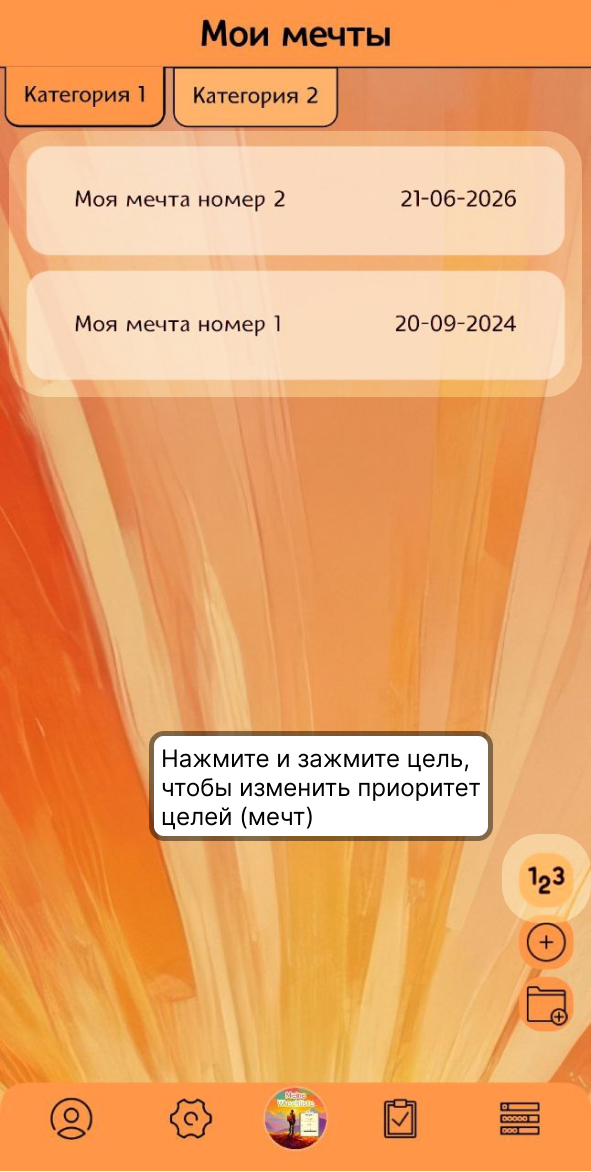 Мои мечты
Категория 1
Категория 2
Моя мечта номер 2
21-06-2026
Моя мечта номер 1
20-09-2024
Нажмите и зажмите цель,
чтобы изменить приоритет
целей (мечт)
123
Meine